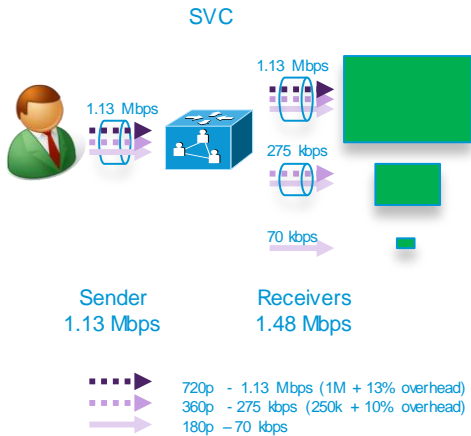 SVC
1.13 Mbps
1.13 Mbps
275 kbps
70 kbps
Sender
1.13 Mbps
Receivers
1.48 Mbps
720p - 1.13 Mbps (1M + 13% overhead)
360p - 275 kbps (250k + 10% overhead)
180p – 70 kbps